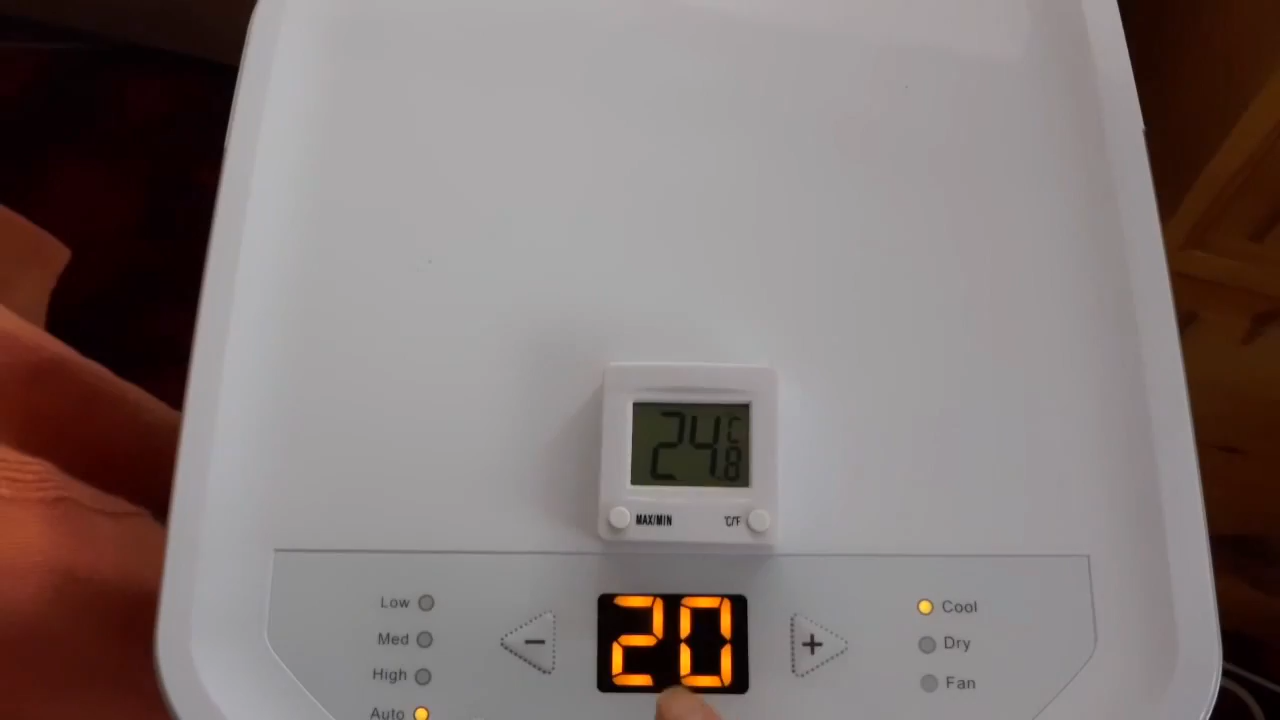 24.8 C
MAX/MIN °C/°F
Low
Med
High
Auto
−
20
+
Cool
Dry
Fan